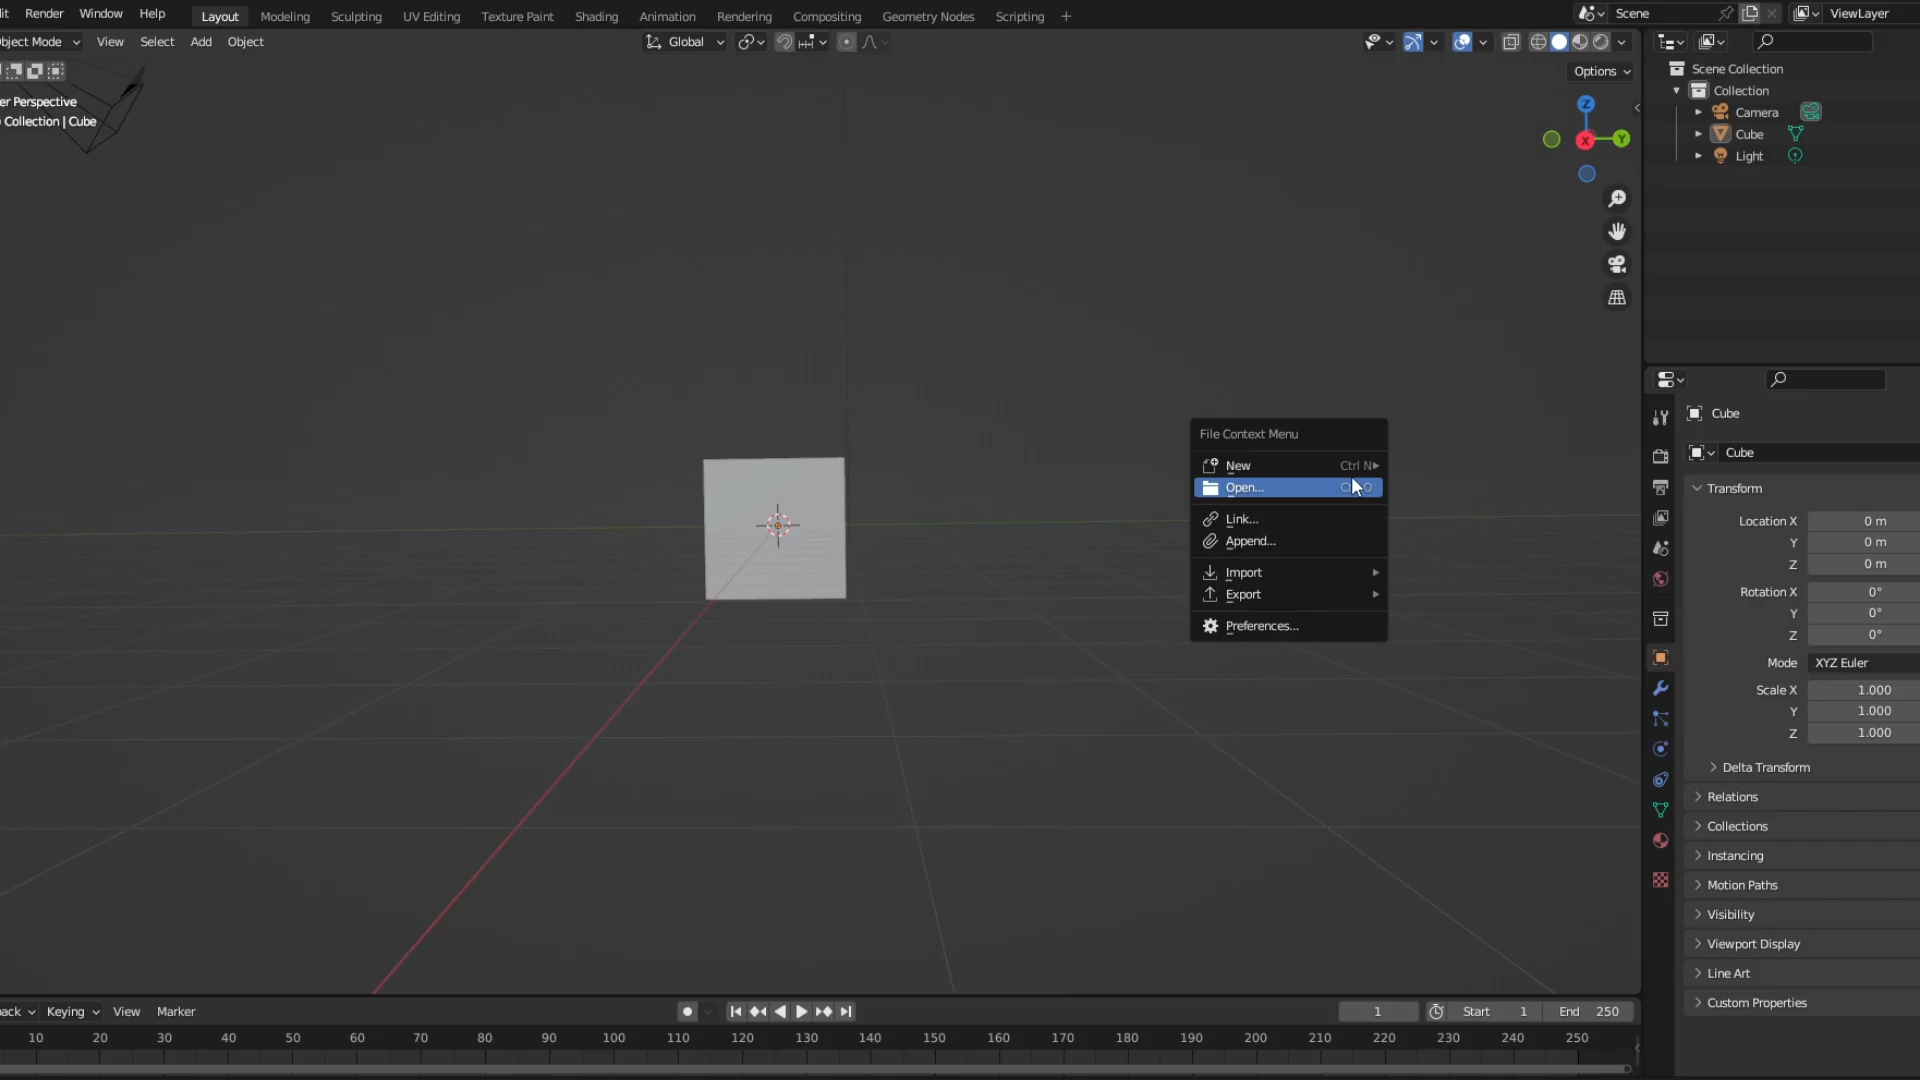 Render Window Help Layout Modeling Sculpting UV Editing Texture Paint Shading Animation Rendering Compositing Geometry Nodes Scripting + Scene ViewLayer
bject Mode View Select Add Object Global
Options
er Perspective
Collection | Cube
Z
X
Y
Scene Collection
Collection
Camera
Cube
Light
Cube
Cube
File Context Menu
New Ctrl N
Open...
Link...
Append...
Import
Export
Preferences...
Transform
Location X 0 m
Y 0 m
Z 0 m
Rotation X 0°
Y 0°
Z 0°
Mode XYZ Euler
Scale X 1.000
Y 1.000
Z 1.000
Delta Transform
Relations
Collections
Instancing
Motion Paths
Visibility
Viewport Display
Line Art
Custom Properties
back Keying View Marker 1 Start 1 End 250
10 20 30 40 50 60 70 80 90 100 110 120 130 140 150 160 170 180 190 200 210 220 230 240 250